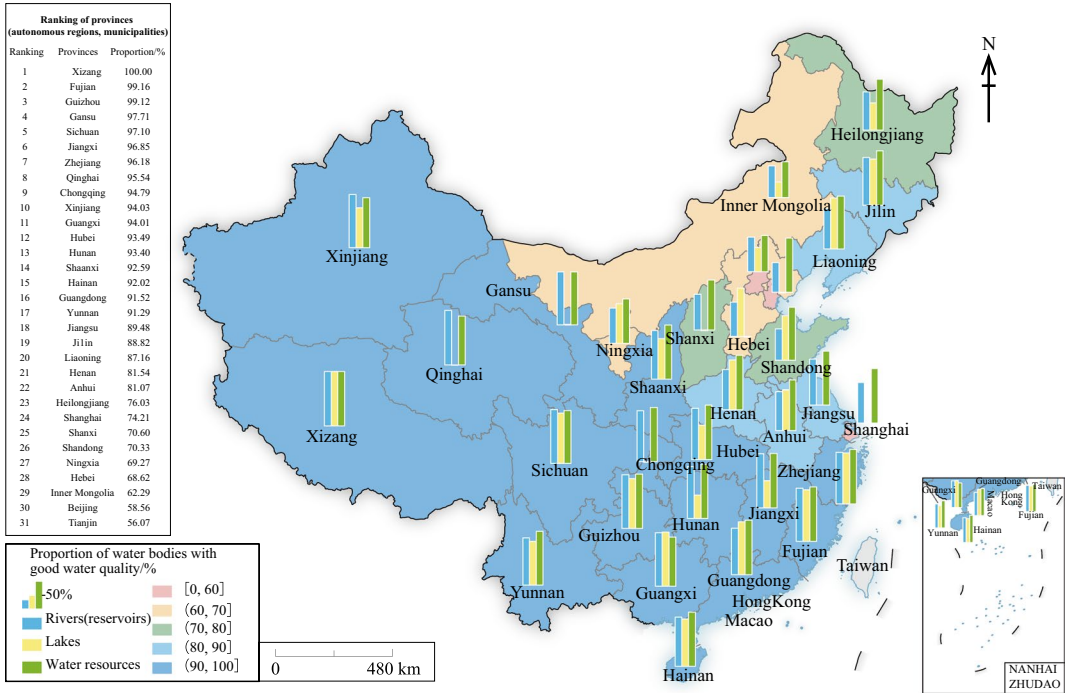 Ranking of provinces
(autonomous regions, municipalities)
Ranking Provinces Proportion/%
1 Xizang 100.00
2 Fujian 99.16
3 Guizhou 99.12
4 Gansu 97.71
5 Sichuan 97.10
6 Jiangxi 96.85
7 Zhejiang 96.18
8 Qinghai 95.54
9 Chongqing 94.79
10 Xinjiang 94.03
11 Guangxi 94.01
12 Hubei 93.49
13 Hunan 93.40
14 Shaanxi 92.59
15 Hainan 92.02
16 Guangdong 91.52
17 Yunnan 91.29
18 Jiangsu 89.48
19 Jilin 88.82
20 Liaoning 87.16
21 Henan 81.54
22 Anhui 81.07
23 Heilongjiang 76.03
24 Shanghai 74.21
25 Shanxi 70.60
26 Shandong 70.33
27 Ningxia 69.27
28 Hebei 68.62
29 Inner Mongolia 62.29
30 Beijing 58.56
31 Tianjin 56.07
N
Heilongjiang
Inner Mongolia
Jilin
Liaoning
Xinjiang
Gansu
Ningxia
Shanxi
Hebei
Shandong
Qinghai
Shaanxi
Henan
Jiangsu
Anhui
Shanghai
Xizang
Sichuan
Chongqing
Hubei
Zhejiang
Guizhou
Hunan
Jiangxi
Fujian
Yunnan
Guangxi
Guangdong
Taiwan
HongKong
Macao
Hainan
Proportion of water bodies with
good water quality/%
-50%
Rivers(reservoirs)
Lakes
Water resources
[0, 60]
(60, 70]
(70, 80]
(80, 90]
(90, 100]
0 480 km
Guangxi
Guangdong
Taiwan
Hong
Kong
Macao
Fujian
Yunnan
Hainan
NANHAI
ZHUDAO